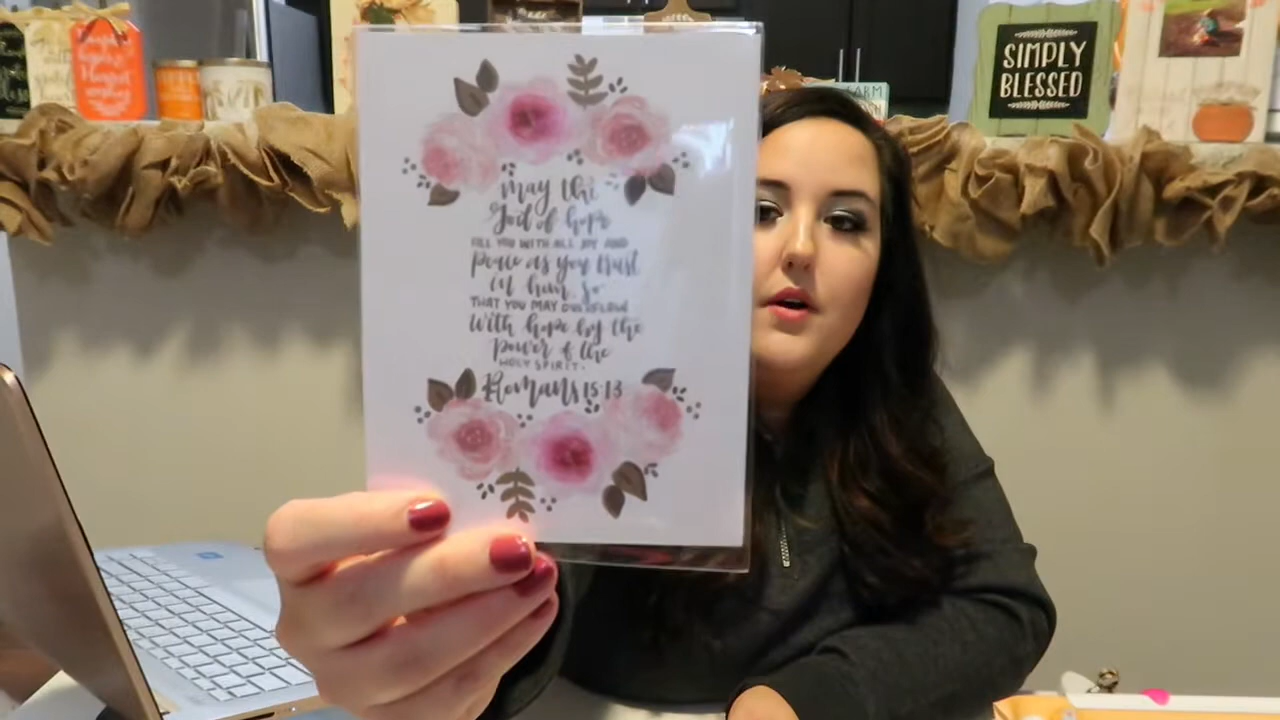 SIMPLY
BLESSED
May the
God of hope
FILL YOU WITH ALL JOY AND
peace as you trust
in him, so
THAT YOU MAY OVERFLOW
with hope by the
power of the
HOLY SPIRIT.
Romans 15:13